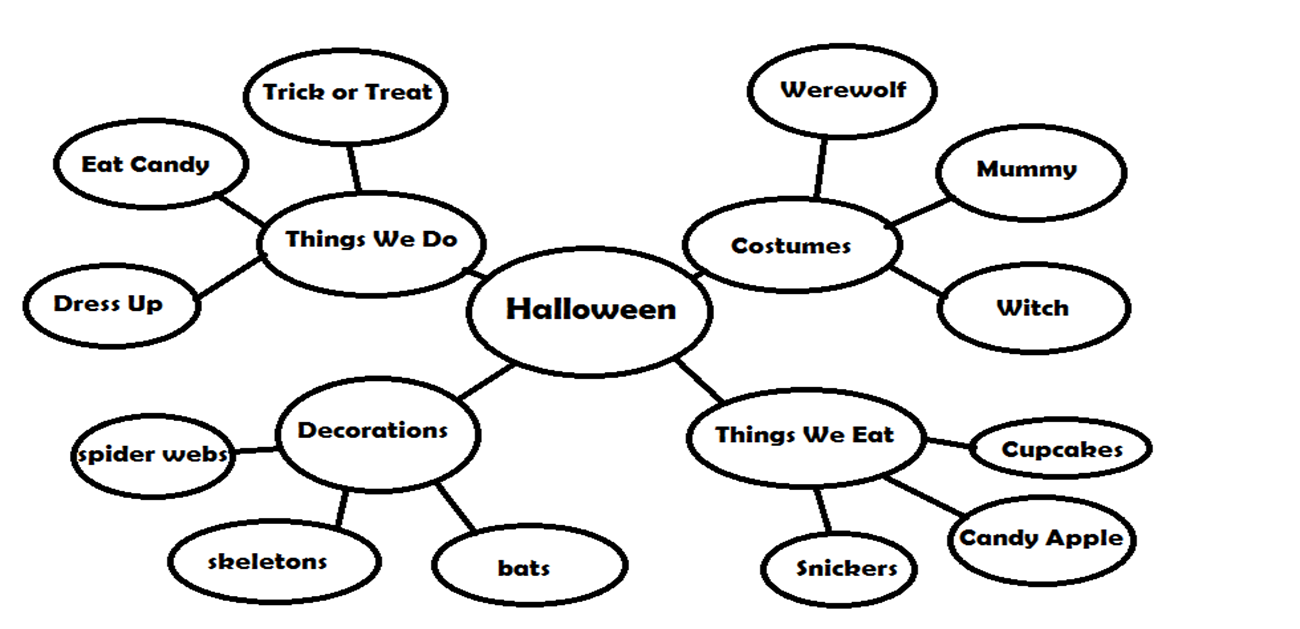 Trick or Treat
Eat Candy
Things We Do
Dress Up
Werewolf
Mummy
Costumes
Witch
Halloween
Decorations
spider webs
skeletons
bats
Things We Eat
Cupcakes
Candy Apple
Snickers